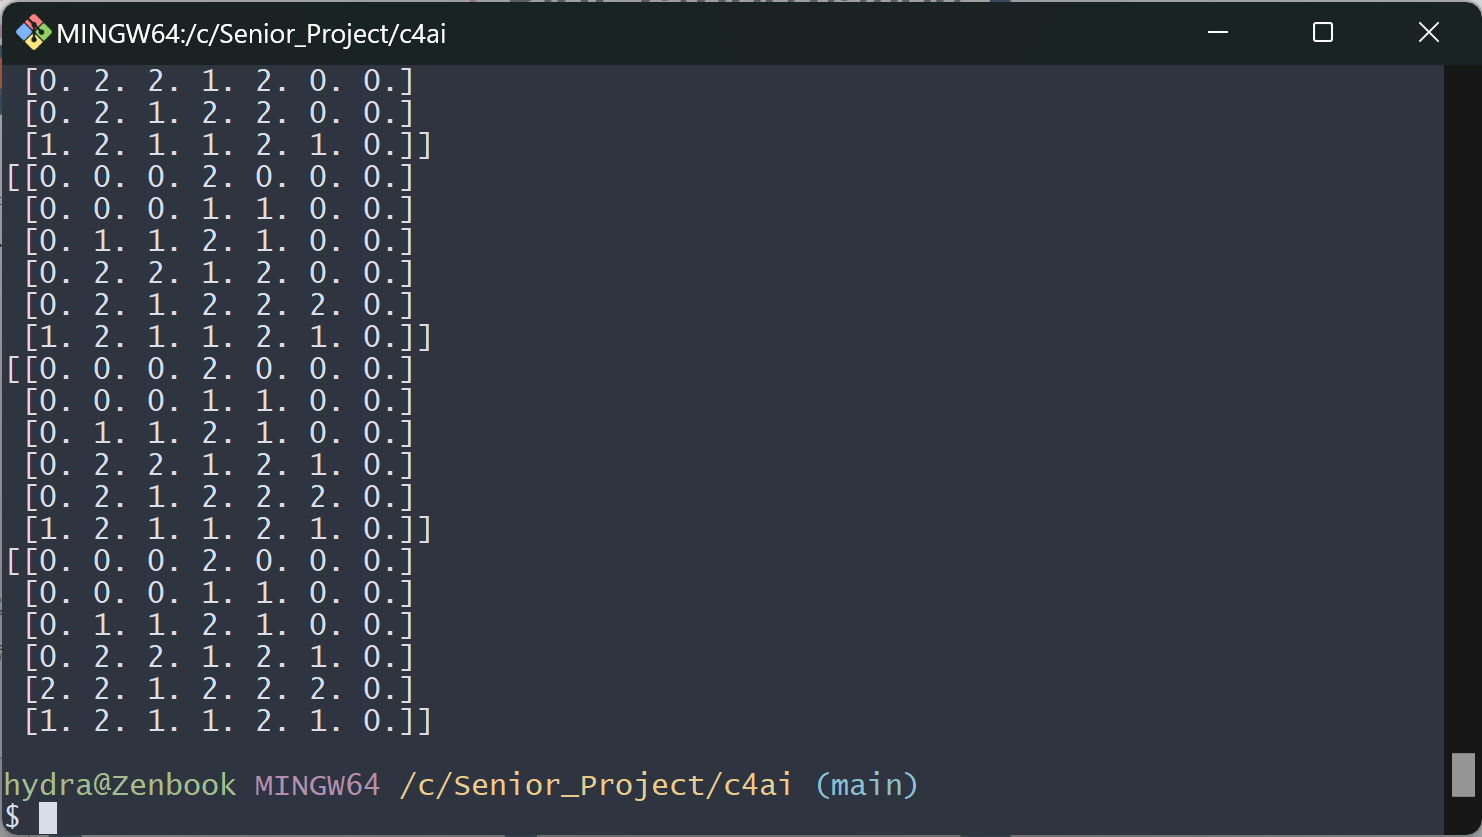 MINGW64:/c/Senior_Project/c4ai
[0. 2. 2. 1. 2. 0. 0.]
[0. 2. 1. 2. 2. 0. 0.]
[1. 2. 1. 1. 2. 1. 0.]]
[[0. 0. 0. 2. 0. 0. 0.]
[0. 0. 0. 1. 1. 0. 0.]
[0. 1. 1. 2. 1. 0. 0.]
[0. 2. 2. 1. 2. 0. 0.]
[0. 2. 1. 2. 2. 2. 0.]
[1. 2. 1. 1. 2. 1. 0.]]
[[0. 0. 0. 2. 0. 0. 0.]
[0. 0. 0. 1. 1. 0. 0.]
[0. 1. 1. 2. 1. 0. 0.]
[0. 2. 2. 1. 2. 1. 0.]
[0. 2. 1. 2. 2. 2. 0.]
[1. 2. 1. 1. 2. 1. 0.]]
[[0. 0. 0. 2. 0. 0. 0.]
[0. 0. 0. 1. 1. 0. 0.]
[0. 1. 1. 2. 1. 0. 0.]
[0. 2. 2. 1. 2. 1. 0.]
[2. 2. 1. 2. 2. 2. 0.]
[1. 2. 1. 1. 2. 1. 0.]]
hydra@Zenbook MINGW64 /c/Senior_Project/c4ai (main)
$